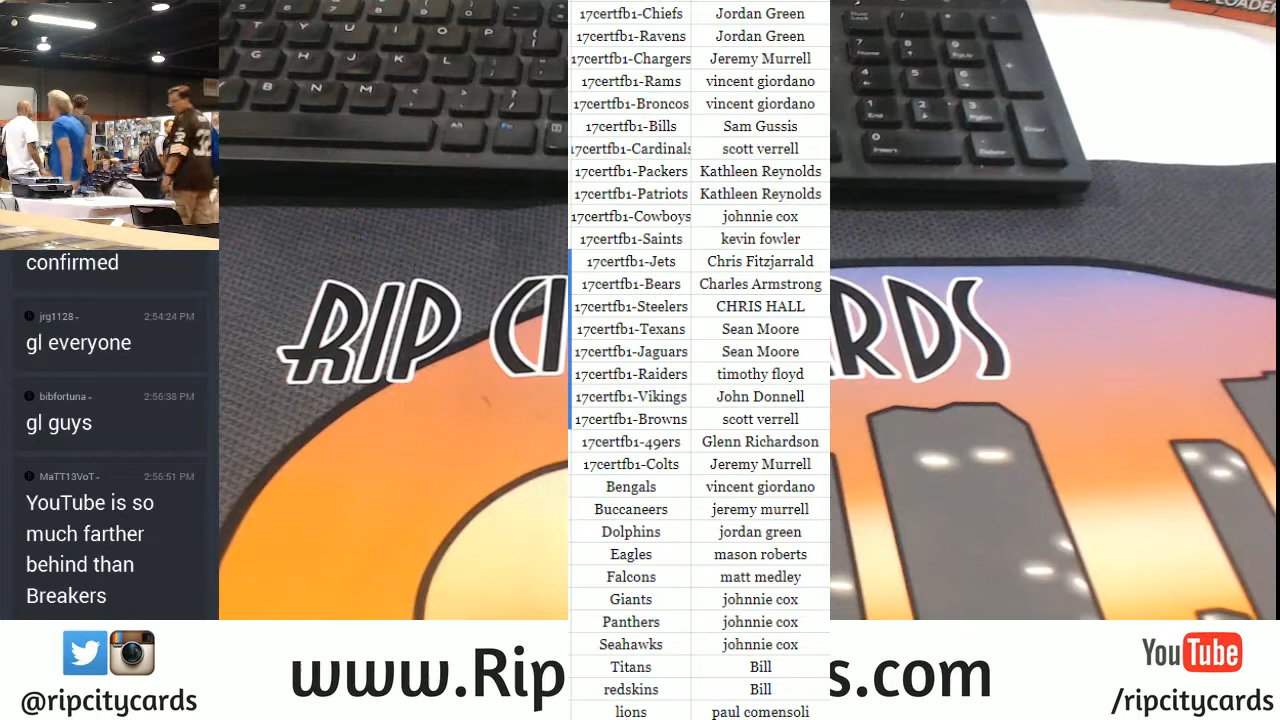 confirmed
jrg1128- 2:54:24 PM
gl everyone
bibfortuna- 2:56:38 PM
gl guys
MaTT13VoT- 2:56:51 PM
YouTube is so
much farther
behind than
Breakers
17certfb1-Chiefs Jordan Green
17certfb1-Ravens Jordan Green
17certfb1-Chargers Jeremy Murrell
17certfb1-Rams vincent giordano
17certfb1-Broncos vincent giordano
17certfb1-Bills Sam Gussis
17certfb1-Cardinals scott verrell
17certfb1-Packers Kathleen Reynolds
17certfb1-Patriots Kathleen Reynolds
17certfb1-Cowboys johnnie cox
17certfb1-Saints kevin fowler
17certfb1-Jets Chris Fitzjarrald
17certfb1-Bears Charles Armstrong
17certfb1-Steelers CHRIS HALL
17certfb1-Texans Sean Moore
17certfb1-Jaguars Sean Moore
17certfb1-Raiders timothy floyd
17certfb1-Vikings John Donnell
17certfb1-Browns scott verrell
17certfb1-49ers Glenn Richardson
17certfb1-Colts Jeremy Murrell
Bengals vincent giordano
Buccaneers jeremy murrell
Dolphins jordan green
Eagles mason roberts
Falcons matt medley
Giants johnnie cox
Panthers johnnie cox
Seahawks johnnie cox
Titans Bill
redskins Bill
lions paul comensoli
RIP CI RDS
@ripcitycards
www.Rip s.com
YouTube
/ripcitycards